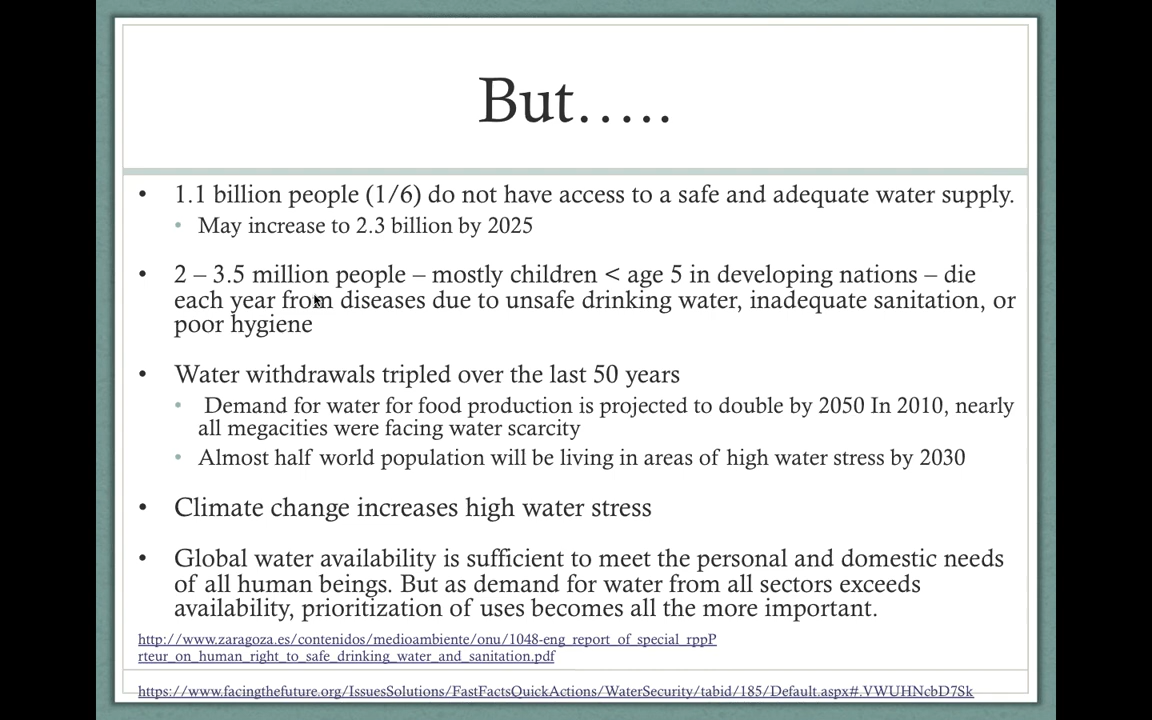 But.....
• 1.1 billion people (1/6) do not have access to a safe and adequate water supply.
• May increase to 2.3 billion by 2025
• 2 – 3.5 million people – mostly children < age 5 in developing nations – die
each year from diseases due to unsafe drinking water, inadequate sanitation, or
poor hygiene
• Water withdrawals tripled over the last 50 years
• Demand for water for food production is projected to double by 2050 In 2010, nearly
all megacities were facing water scarcity
• Almost half world population will be living in areas of high water stress by 2030
• Climate change increases high water stress
• Global water availability is sufficient to meet the personal and domestic needs
of all human beings. But as demand for water from all sectors exceeds
availability, prioritization of uses becomes all the more important.
http://www.zaragoza.es/contenidos/medioambiente/onu/1048-eng_report_of_special_rppP
rteur_on_human_right_to_safe_drinking_water_and_sanitation.pdf
https://www.facingthefuture.org/IssuesSolutions/FastFactsQuickActions/WaterSecurity/tabid/185/Default.aspx#.VWUHNcbD7Sk